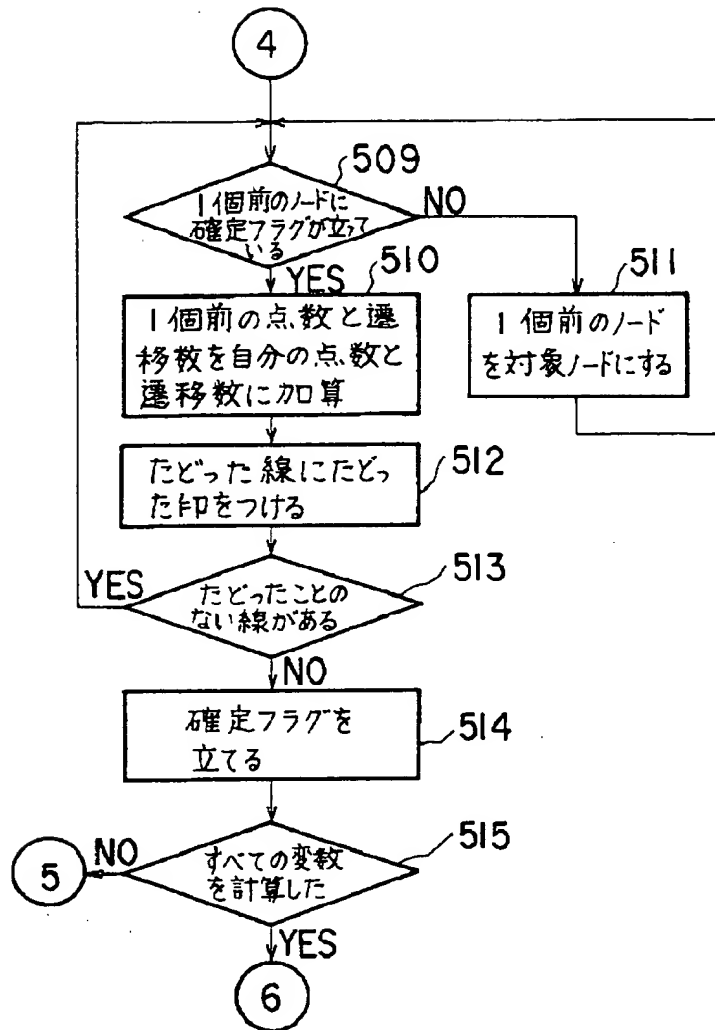 4
509
1個前のノードに
確定フラグが立って
いる
NO
YES
510
1個前の点数と遷
移数を自分の点数と
遷移数に加算
511
1個前のノード
を対象ノードにする
512
たどった線にたどっ
た印をつける
513
YES
たどったことの
ない線がある
NO
514
確定フラグを
立てる
515
NO
すべての変数
を計算した
5
YES
6